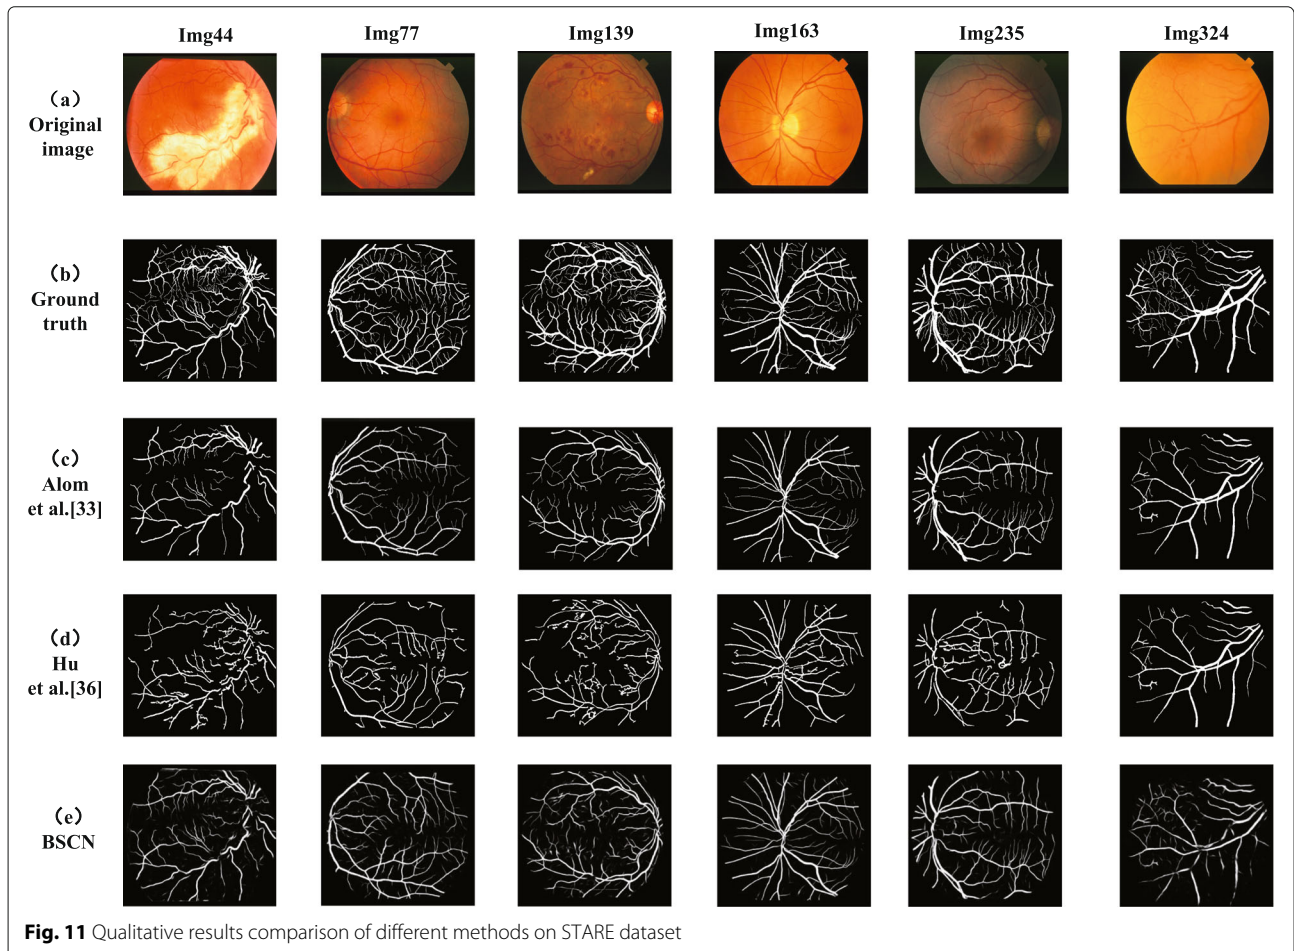 Img44 Img77 Img139 Img163 Img235 Img324
(a)
Original
image
(b)
Ground
truth
(c)
Alom
et al.[33]
(d)
Hu
et al.[36]
(e)
BSCN
Fig. 11 Qualitative results comparison of different methods on STARE dataset